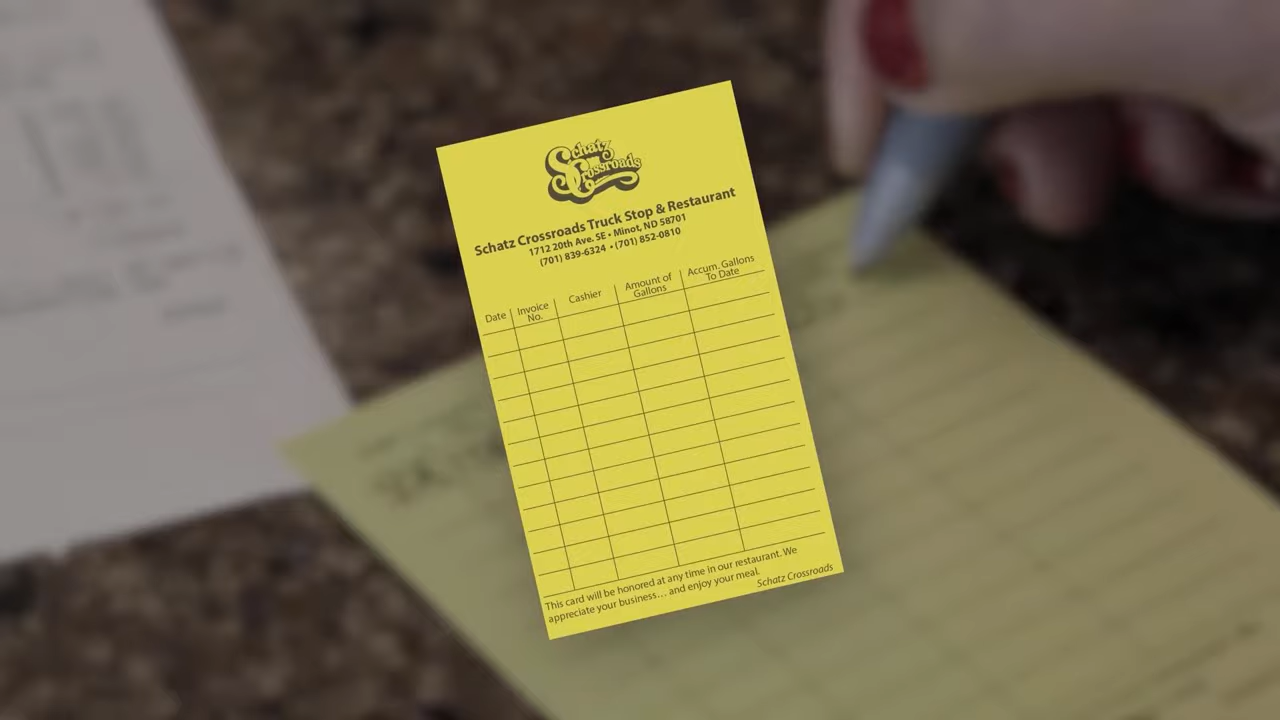 Schatz
Crossroads
Schatz Crossroads Truck Stop & Restaurant
1712 20th Ave. SE • Minot, ND 58701
(701) 839-6324 • (701) 852-0810
Date
Invoice
No.
Cashier
Amount of
Gallons
Accum. Gallons
To Date
This card will be honored at any time in our restaurant. We
appreciate your business... and enjoy your meal.
Schatz Crossroads